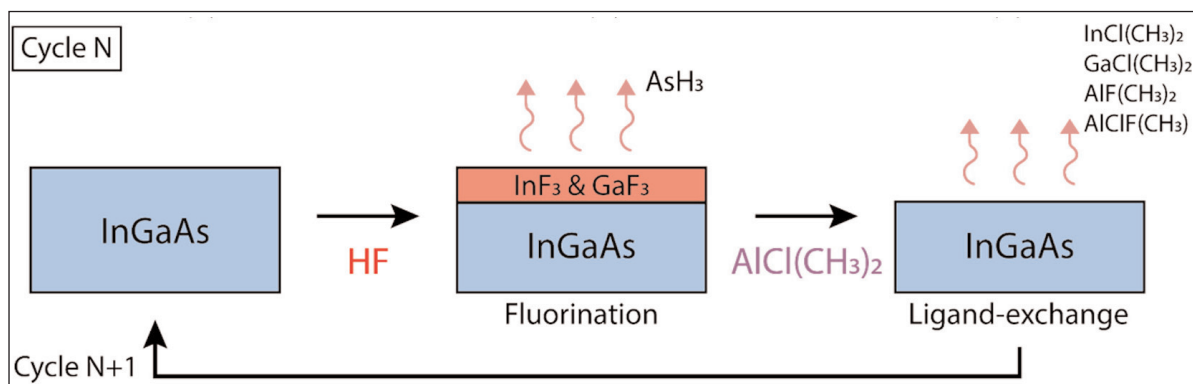 Cycle N
InCl(CH₃)₂
GaCl(CH₃)₂
AlF(CH₃)₂
AlClF(CH₃)
AsH₃
InF₃ & GaF₃
InGaAs
InGaAs
InGaAs
HF
AlCl(CH₃)₂
Fluorination
Ligand-exchange
Cycle N+1